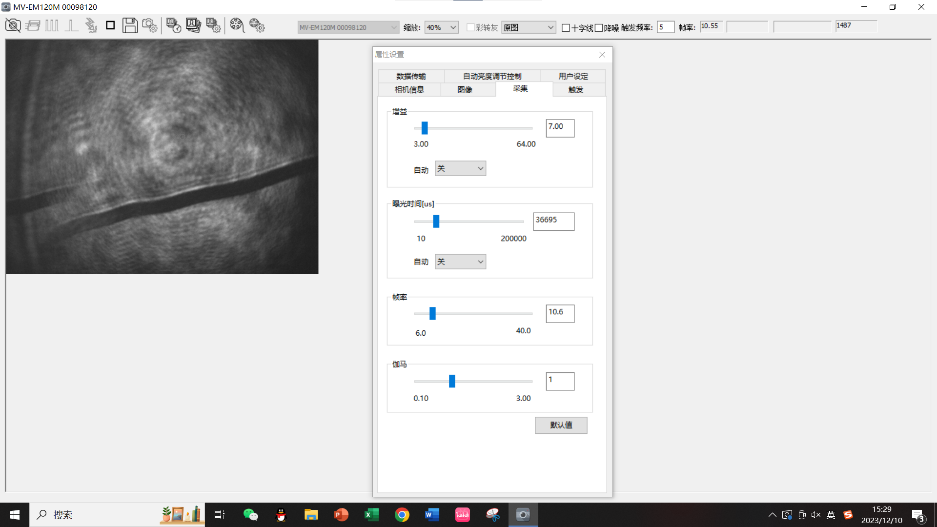 MV-EM120M 00098120
MV-EM120M 00098120 缩放: 40% 彩转灰 原图 十字线 降噪 触发频率: 5 帧率: 10.55 1487
属性设置
数据传输 自动亮度调节控制 用户设定
相机信息 图像 采集 触发
增益
7.00
3.00 64.00
自动 关
曝光时间[us]
36695
10 200000
自动 关
帧率
10.6
6.0 40.0
伽马
1
0.10 3.00
默认值
搜索
英
15:29
2023/12/10
3